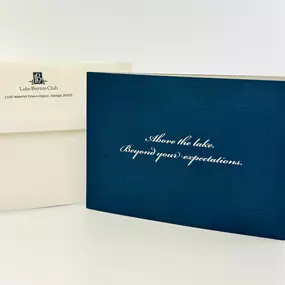 Lake Burton Club
Above the lake.
Beyond your expectations.